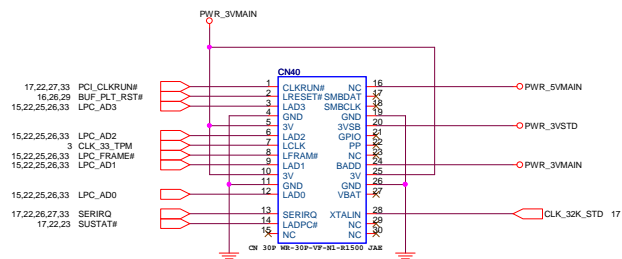 PWR_3VMAIN
CN40
17,22,27,33 PCI_CLKRUN# 1 CLKRUN# NC 16 PWR_5VMAIN
16,26,29 BUF_PLT_RST# 2 LRESET# SMBDAT 17
15,22,25,26,33 LPC_AD3 3 LAD3 SMBCLK 18
4 GND GND 19
5 3V 3VSB 20 PWR_3VSTD
15,22,25,26,33 LPC_AD2 6 LAD2 GPIO 21
3 CLK_33_TPM 7 LCLK PP 22
15,22,25,26,33 LPC_FRAME# 8 LFRAM# NC 23
15,22,25,26,33 LPC_AD1 9 LAD1 BADD 24 PWR_3VMAIN
10 3V 3V 25
11 GND GND 26
15,22,25,26,33 LPC_AD0 12 LAD0 VBAT 27
17,22,26,27,33 SERIRQ 13 SERIRQ XTALIN 28 CLK_32K_STD 17
17,22,23 SUSTAT# 14 LADPC# NC 29
15 NC NC 30
CN 30P WR-30P-VF-N1-R1500 JAE